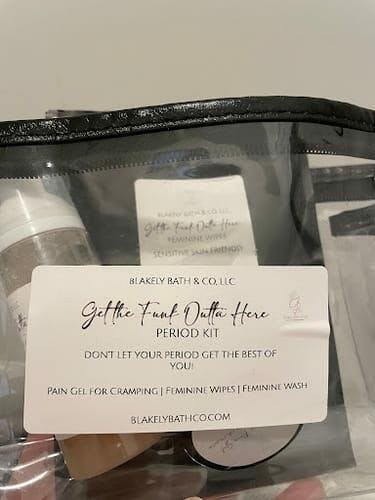 BLAKELY BATH & CO, LLC
Get the Funk Outta Here
FEMININE WIPES
SENSITIVE SKIN FRIENDLY
BLAKELY BATH & CO, LLC
Get the Funk Outta Here
PERIOD KIT
DON'T LET YOUR PERIOD GET THE BEST OF
YOU!
PAIN GEL FOR CRAMPING | FEMININE WIPES | FEMININE WASH
BLAKELYBATHCO.COM